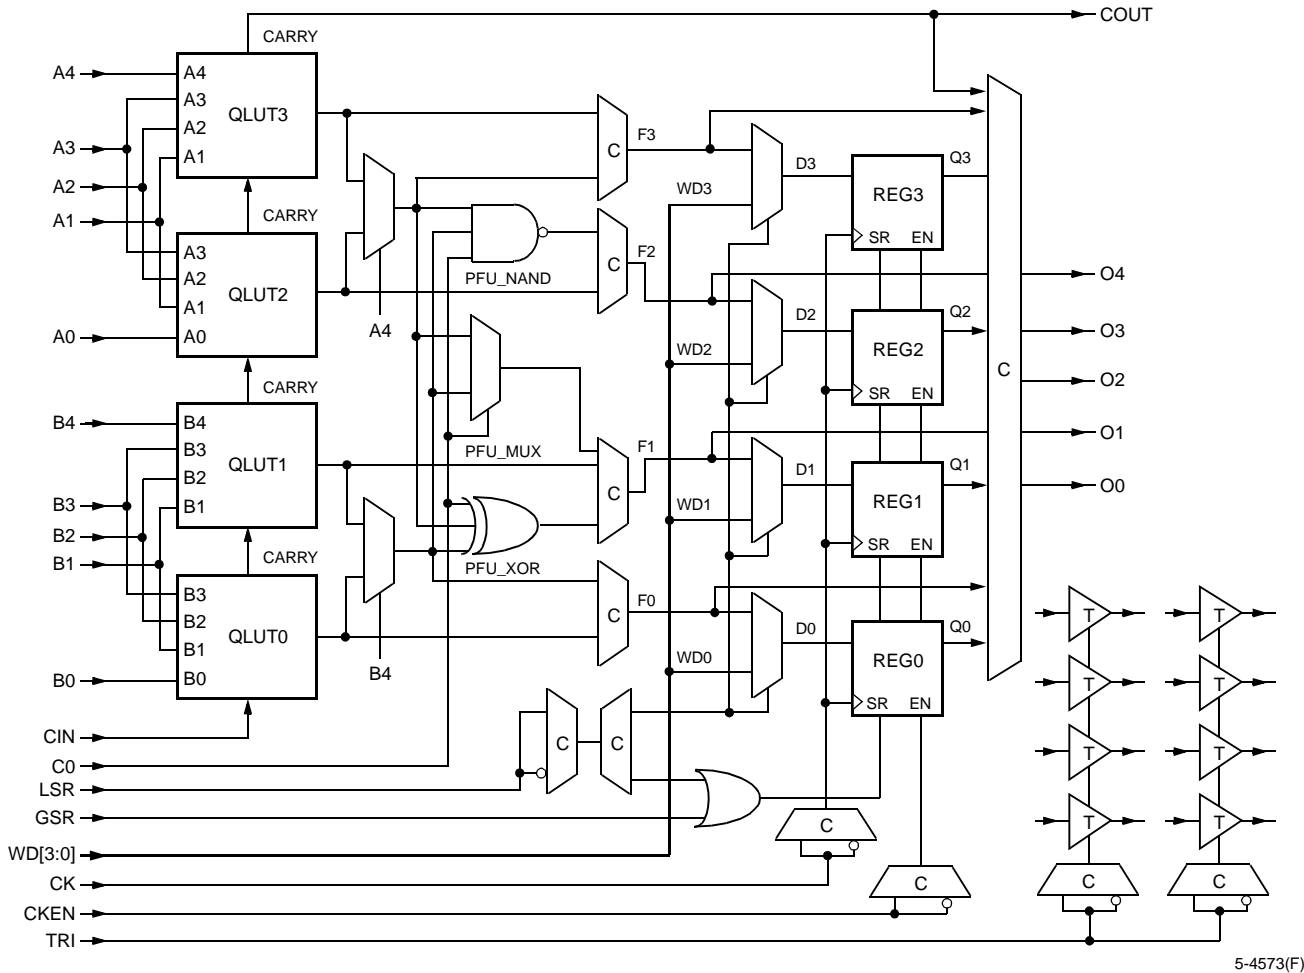 COUT
CARRY
A4
A4
A3
QLUT3
A2
F3
A3
C
A1
D3
Q3
A2
WD3
REG3
A1
CARRY
SR
EN
A3
F2
A2
C
PFU_NAND
O4
QLUT2
A1
D2
Q2
A4
A0
A0
O3
WD2
REG2
C
CARRY
O2
SR
EN
B4
B4
O1
B3
PFU_MUX
F1
QLUT1
D1
Q1
B2
O0
C
B3
B1
WD1
REG1
B2
CARRY
SR
EN
B1
PFU_XOR
B3
F0
C
T
T
B2
D0
Q0
QLUT0
B1
WD0
REG0
B4
B0
B0
T
T
SR
EN
CIN
C
C
T
T
C0
LSR
GSR
C
T
T
WD[3:0]
CK
C
C
C
CKEN
TRI
5-4573(F)